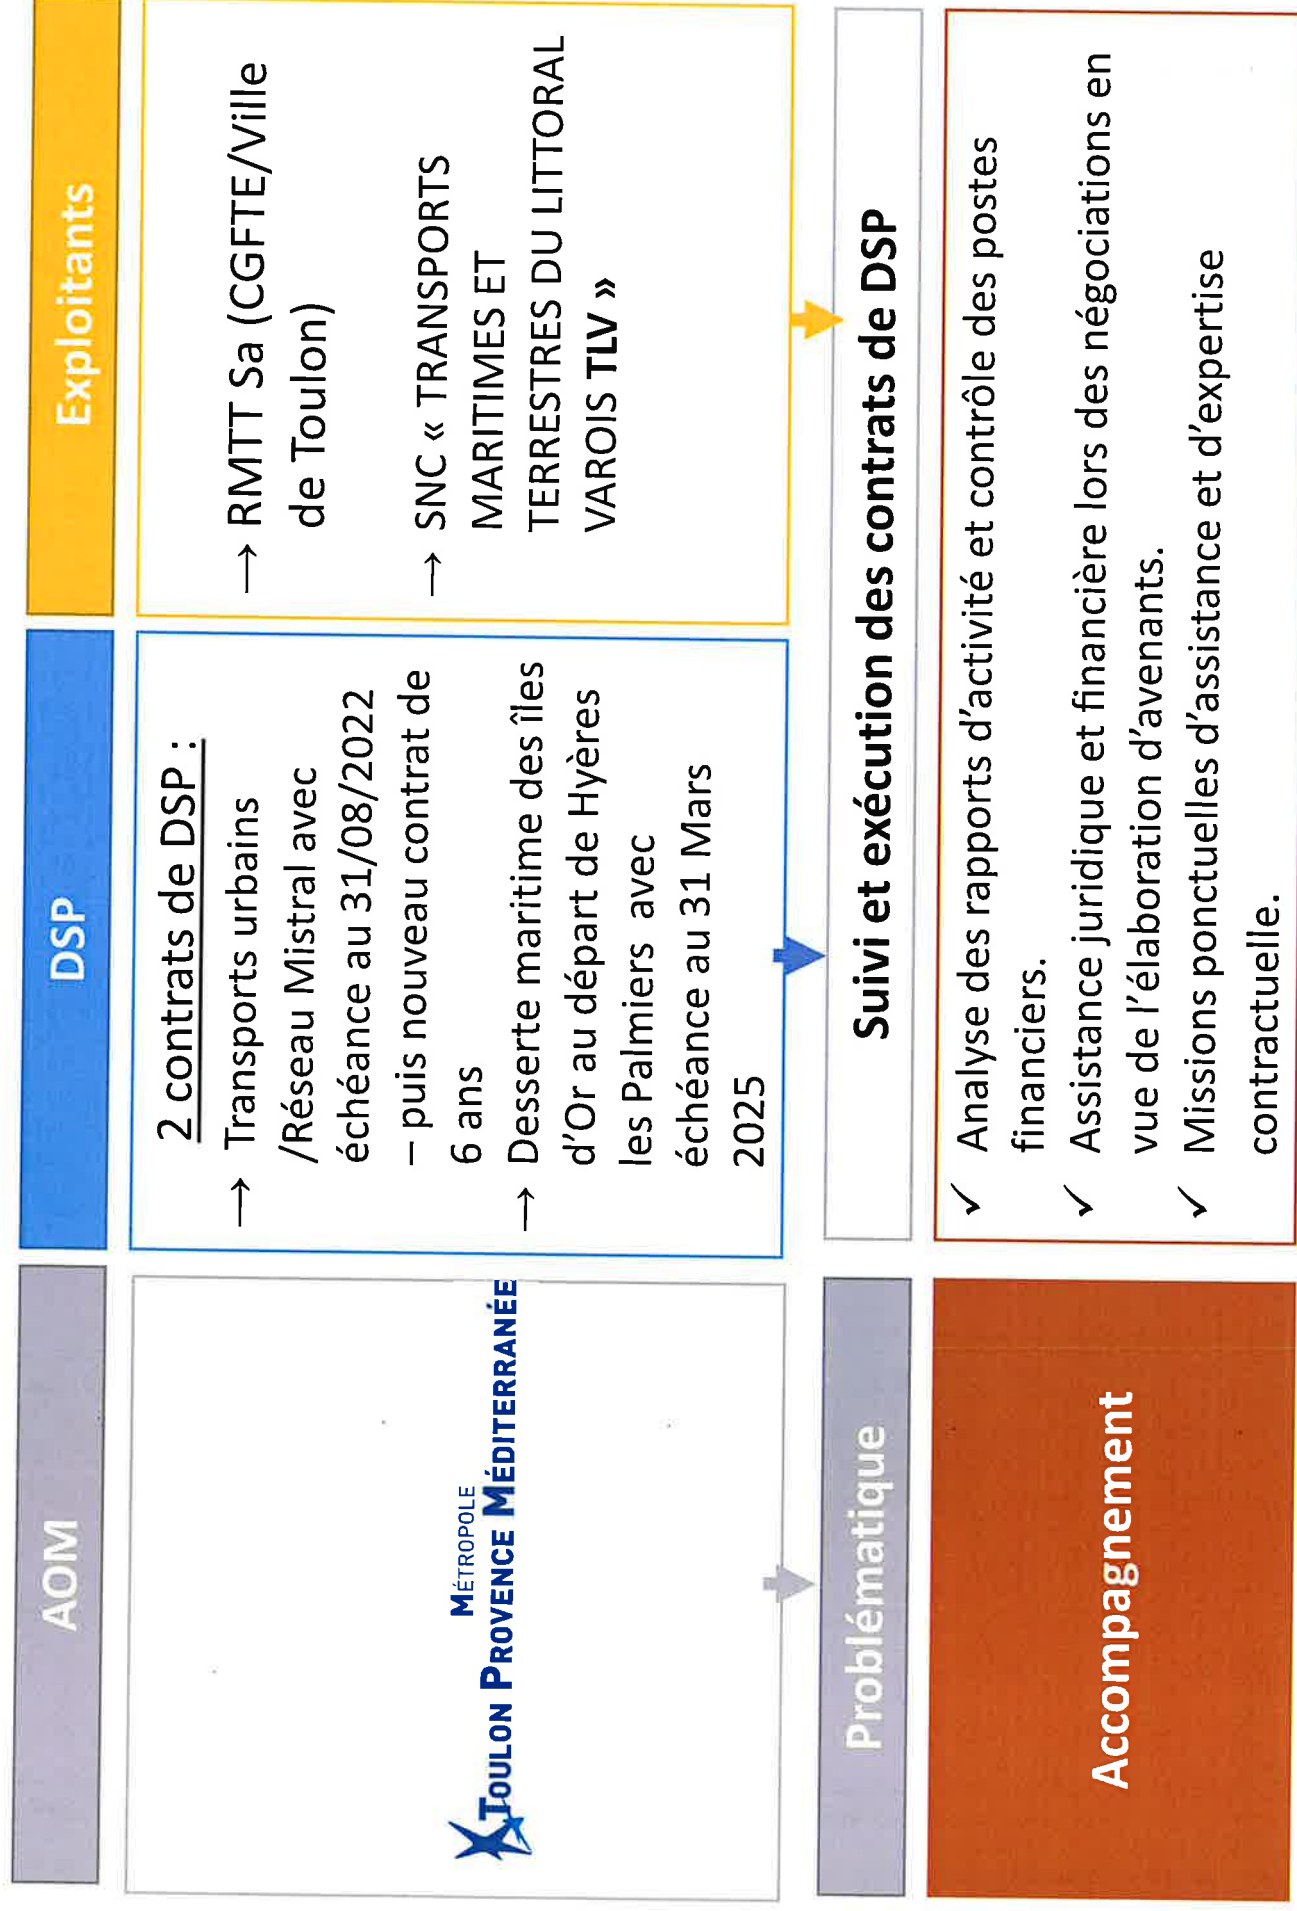 AOM
DSP
Exploitants
MÉTROPOLE
TOULON PROVENCE MÉDITERRANÉE
2 contrats de DSP :
→ Transports urbains
/Réseau Mistral avec
échéance au 31/08/2022
– puis nouveau contrat de
6 ans
→ Desserte maritime des îles
d'Or au départ de Hyères
les Palmiers avec
échéance au 31 Mars
2025
→ RMTT Sa (CGFTE/Ville
de Toulon)
→ SNC « TRANSPORTS
MARITIMES ET
TERRESTRES DU LITTORAL
VAROIS TLV »
Problématique
Suivi et exécution des contrats de DSP
Accompagnement
✓ Analyse des rapports d'activité et contrôle des postes
financiers.
✓ Assistance juridique et financière lors des négociations en
vue de l'élaboration d'avenants.
✓ Missions ponctuelles d'assistance et d'expertise
contractuelle.